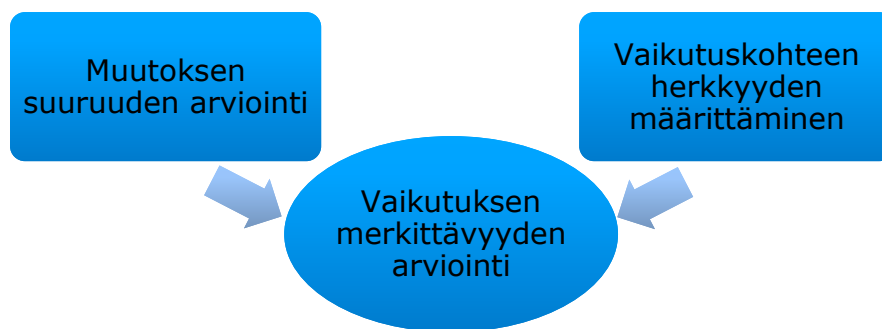 Muutoksen
suuruuden arviointi
Vaikutuskohteen
herkkyyden
määrittäminen
Vaikutuksen
merkittävyyden
arviointi